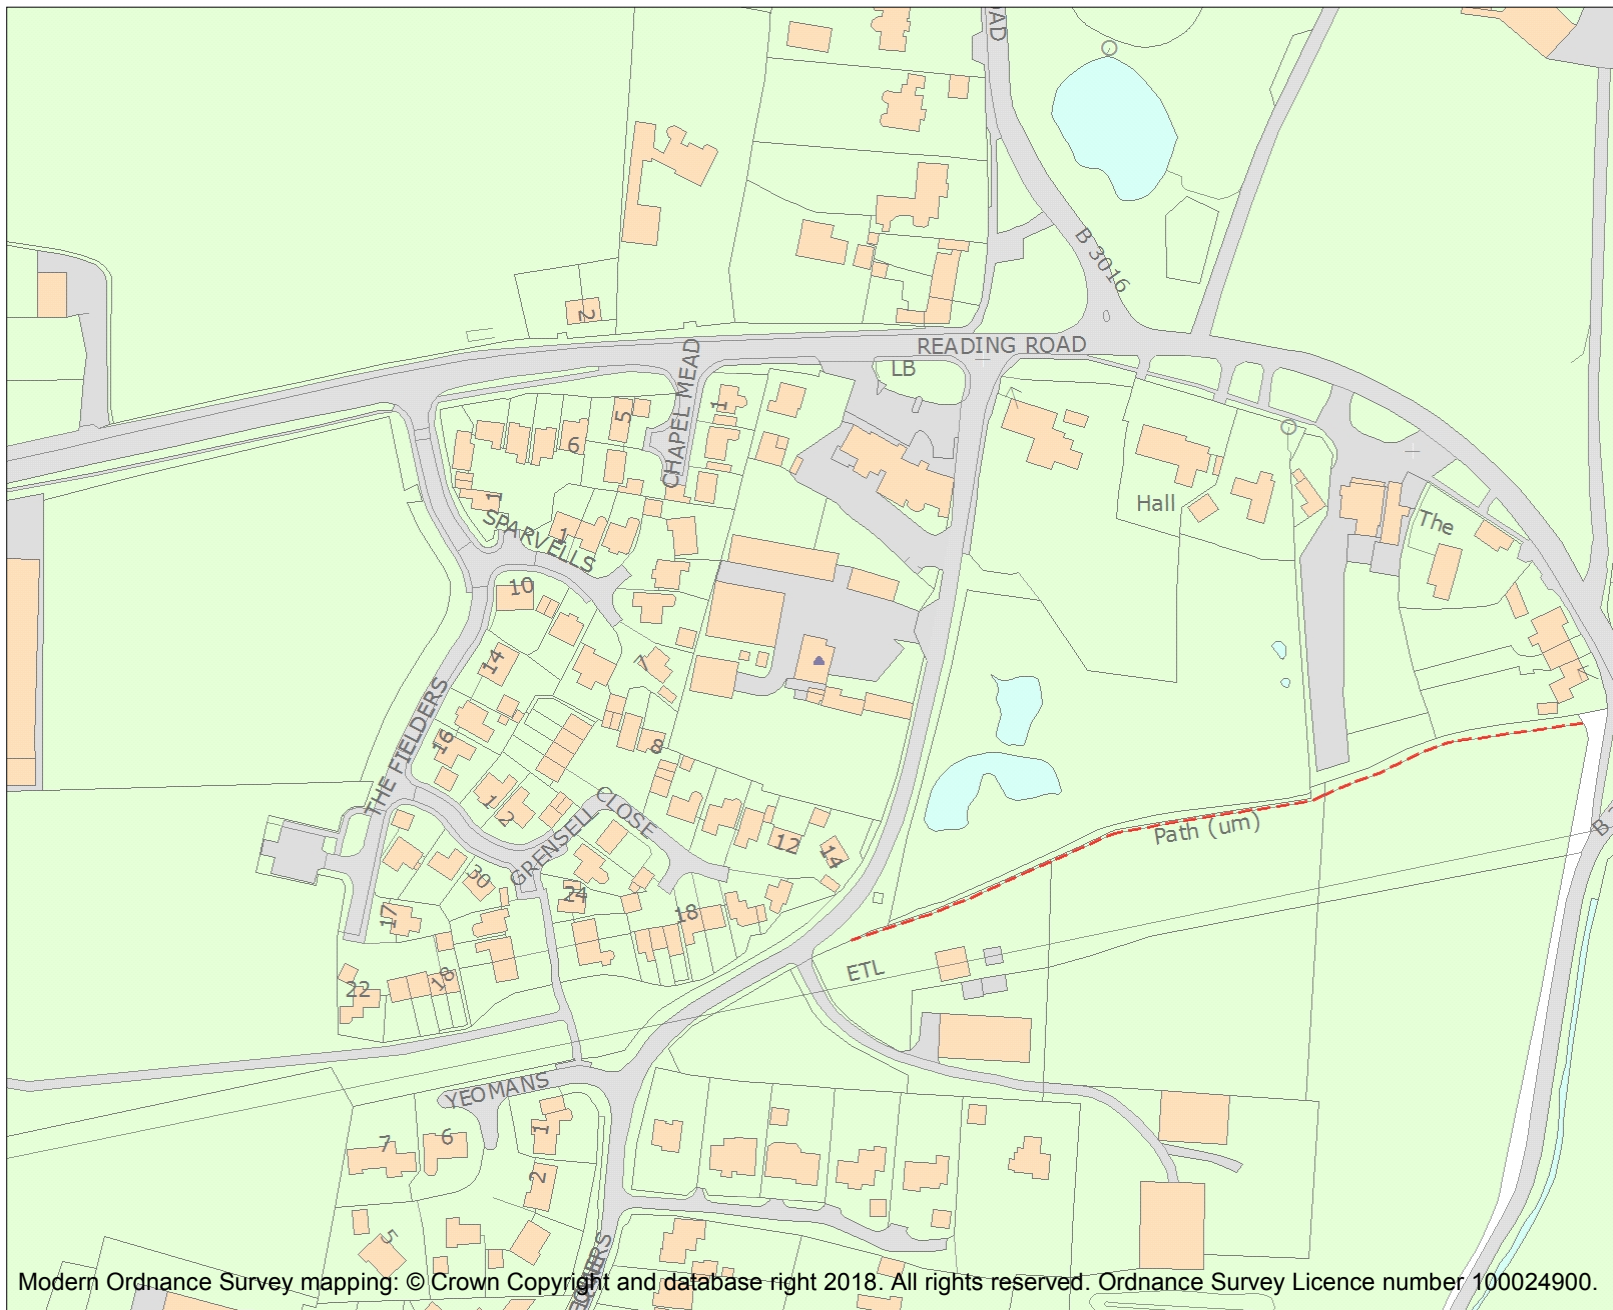 OAD
B 3016
2
READING ROAD
LB
CHAPEL MEAD
1
5
6
1
Hall
The
SPARVELLS
1
10
14
7
THE FIELDERS
16
8
1
2
GRENSELL CLOSE
12
14
Path (um)
B
30
24
17
18
ETL
22
18
YEOMANS
7
6
1
2
5
Modern Ordnance Survey mapping: © Crown Copyright and database right 2018. All rights reserved. Ordnance Survey Licence number 100024900.